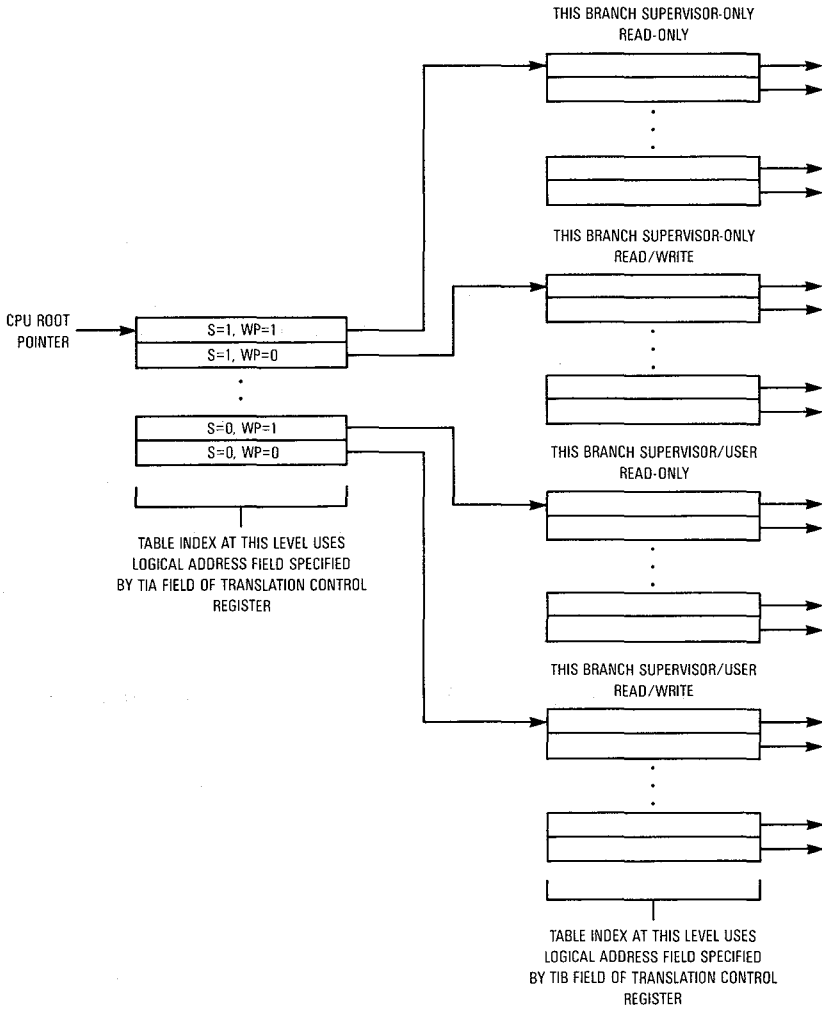 THIS BRANCH SUPERVISOR-ONLY
READ-ONLY
THIS BRANCH SUPERVISOR-ONLY
READ/WRITE
CPU ROOT
POINTER
S=1, WP=1
S=1, WP=0
S=0, WP=1
S=0, WP=0
TABLE INDEX AT THIS LEVEL USES
LOGICAL ADDRESS FIELD SPECIFIED
BY TIA FIELD OF TRANSLATION CONTROL
REGISTER
THIS BRANCH SUPERVISOR/USER
READ-ONLY
THIS BRANCH SUPERVISOR/USER
READ/WRITE
TABLE INDEX AT THIS LEVEL USES
LOGICAL ADDRESS FIELD SPECIFIED
BY TIB FIELD OF TRANSLATION CONTROL
REGISTER